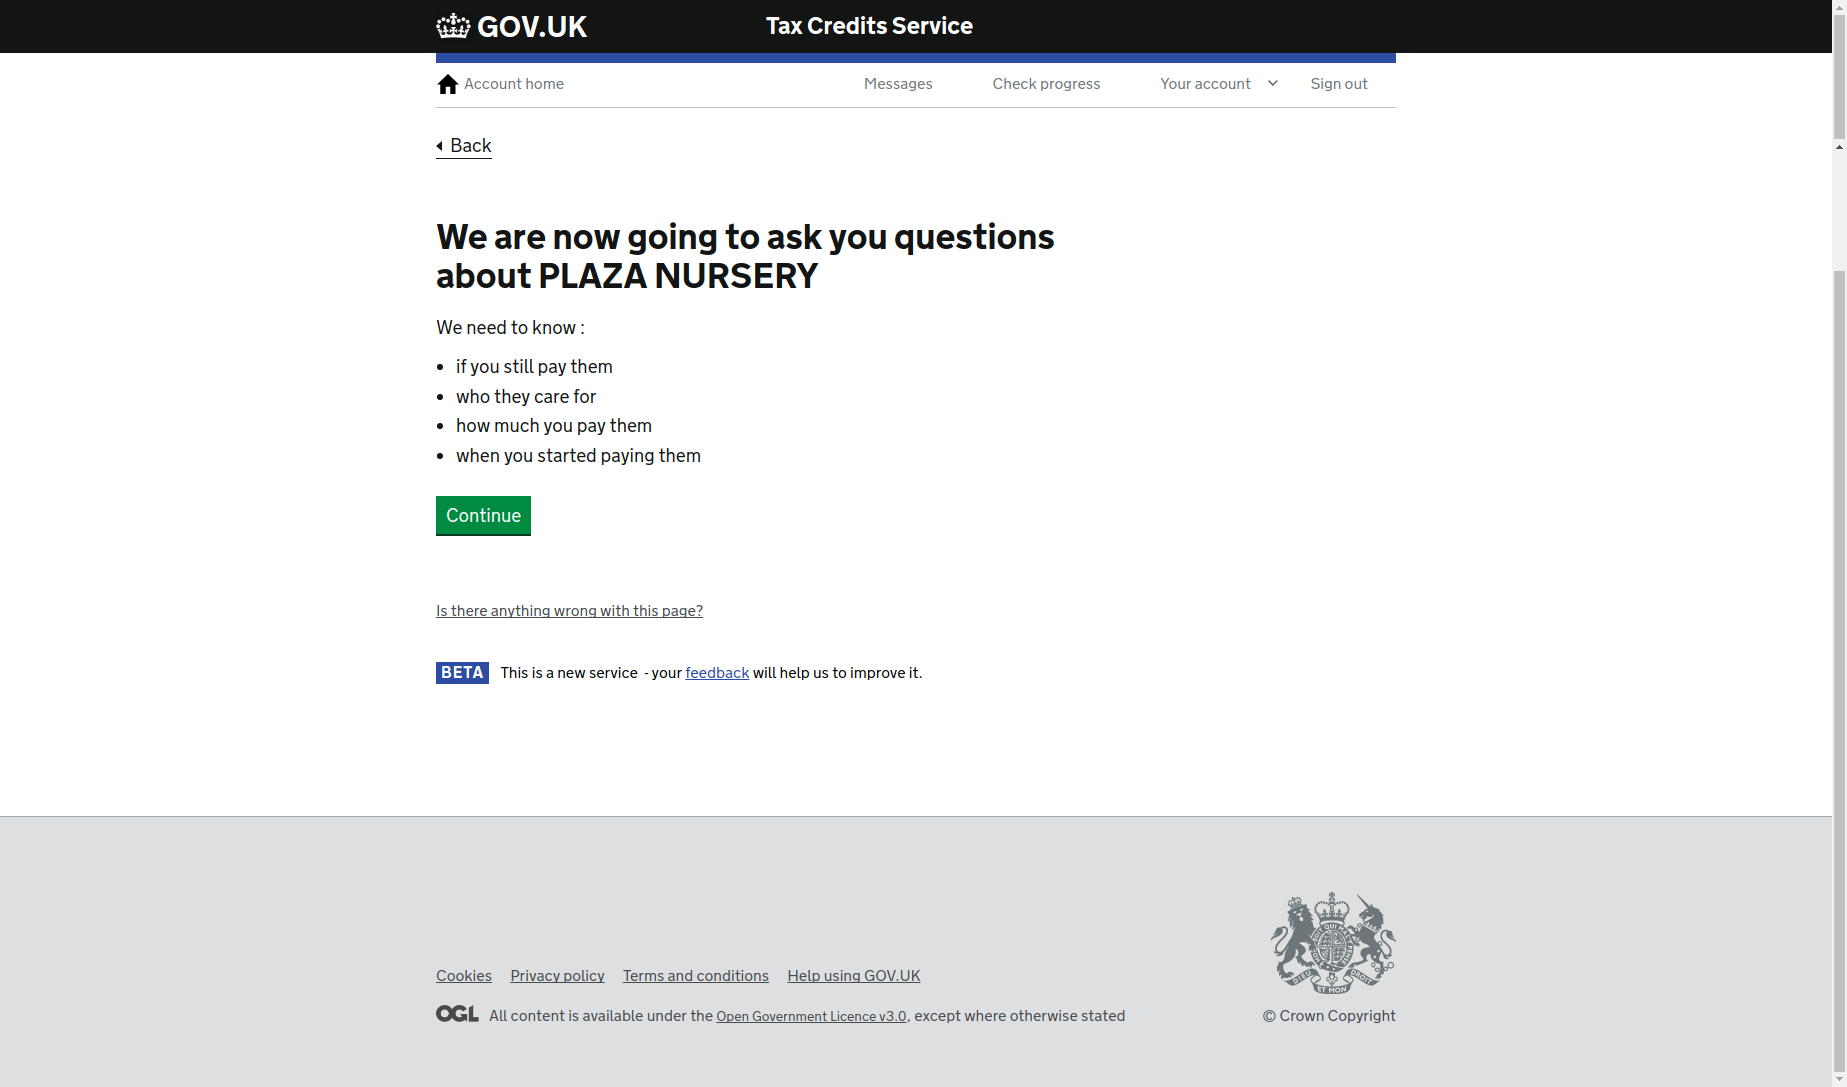 GOV.UK Tax Credits Service
Account home Messages Check progress Your account Sign out
Back
We are now going to ask you questions
about PLAZA NURSERY
We need to know :
if you still pay them
who they care for
how much you pay them
when you started paying them
Continue
Is there anything wrong with this page?
BETA This is a new service - your feedback will help us to improve it.
Cookies Privacy policy Terms and conditions Help using GOV.UK
OGL All content is available under the Open Government Licence v3.0, except where otherwise stated
© Crown Copyright